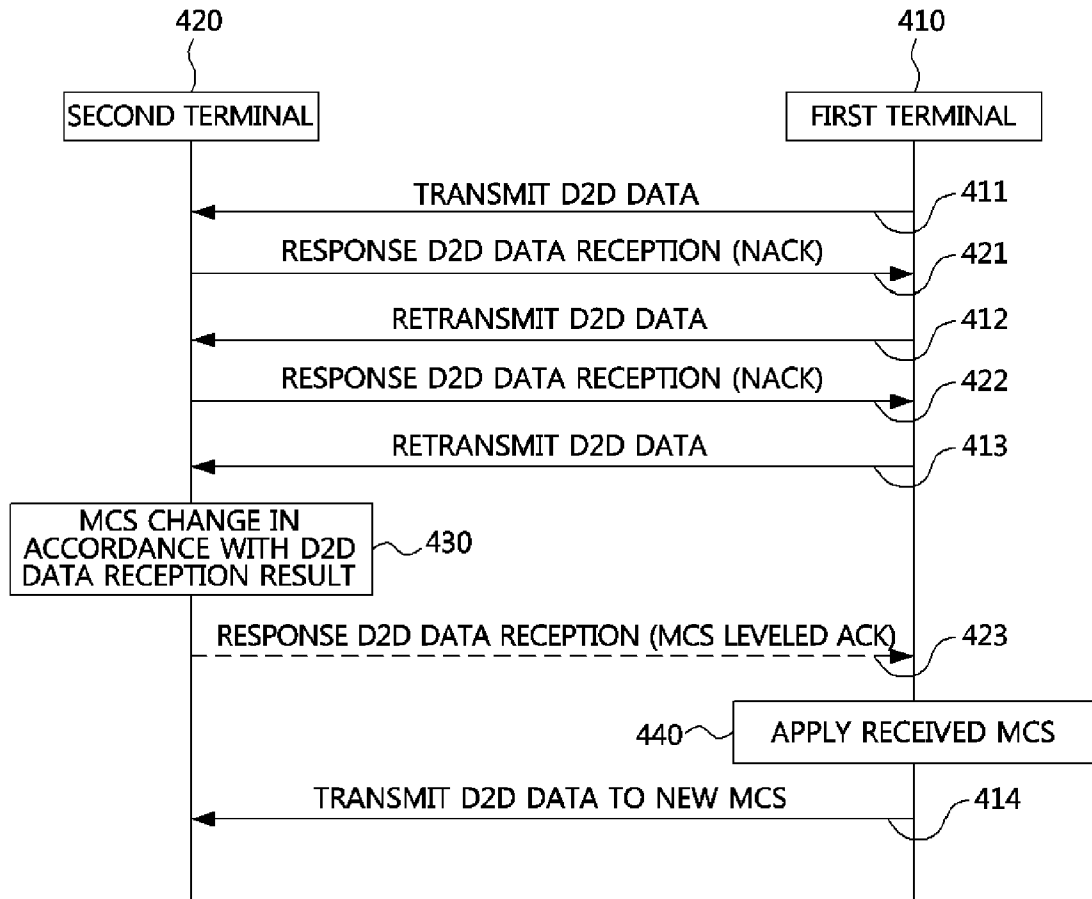 420
410
SECOND TERMINAL
FIRST TERMINAL
TRANSMIT D2D DATA
411
RESPONSE D2D DATA RECEPTION (NACK)
421
RETRANSMIT D2D DATA
412
RESPONSE D2D DATA RECEPTION (NACK)
422
RETRANSMIT D2D DATA
413
MCS CHANGE IN
ACCORDANCE WITH D2D
DATA RECEPTION RESULT
430
RESPONSE D2D DATA RECEPTION (MCS LEVELED ACK)
423
440
APPLY RECEIVED MCS
TRANSMIT D2D DATA TO NEW MCS
414